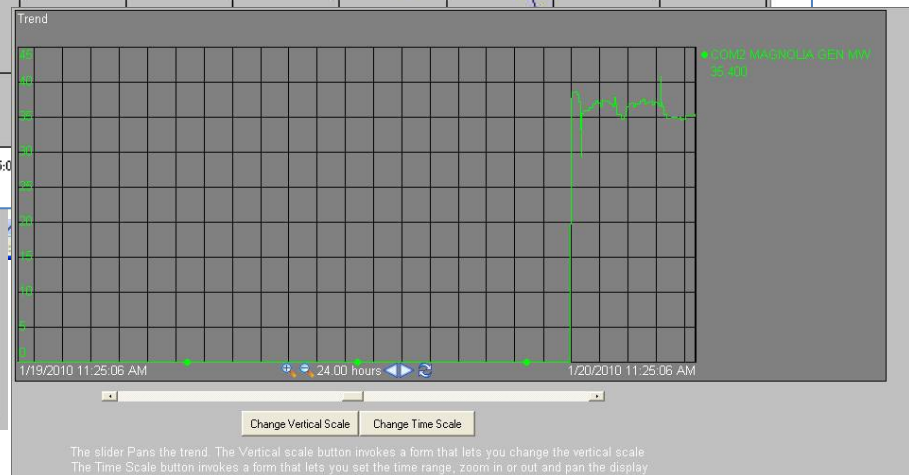 Trend
45
COM2 MAGNOLIA GEN MW
35.400
40
35
30
25
20
15
10
5
0
1/19/2010 11:25:06 AM 24.00 hours 1/20/2010 11:25:06 AM
Change Vertical Scale Change Time Scale
The slider Pans the trend. The Vertical scale button invokes a form that lets you change the vertical scale
The Time Scale button invokes a form that lets you set the time range, zoom in or out and pan the display